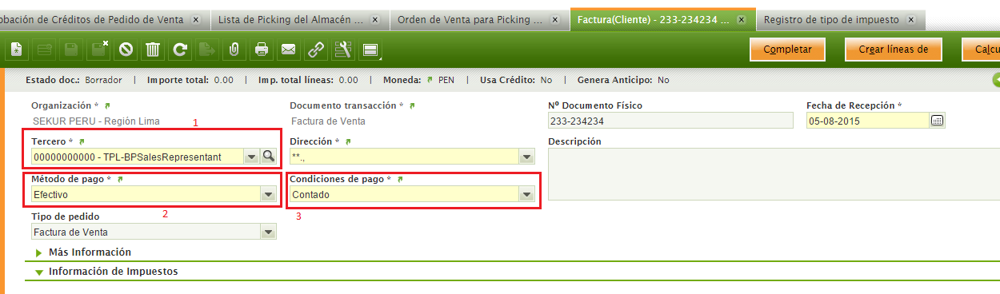 obación de Créditos de Pedido de Venta x Lista de Picking del Almacén ... x Orden de Venta para Picking ... x Factura(Cliente) - 233-234234 ... x Registro de tipo de impuesto x
Completar Crear líneas de Calcu
Estado doc.: Borrador | Importe total: 0.00 | Imp. total líneas: 0.00 | Moneda: PEN | Usa Crédito: No | Genera Anticipo: No
Organización * Documento transacción * Nº Documento Físico Fecha de Recepción *
SEKUR PERU - Región Lima Factura de Venta 233-234234 05-08-2015
1
Tercero * Dirección * Descripción
00000000000 - TPL-BPSalesRepresentant **.,
Método de pago * Condiciones de pago *
Efectivo Contado
2 3
Tipo de pedido
Factura de Venta
Más Información
Información de Impuestos